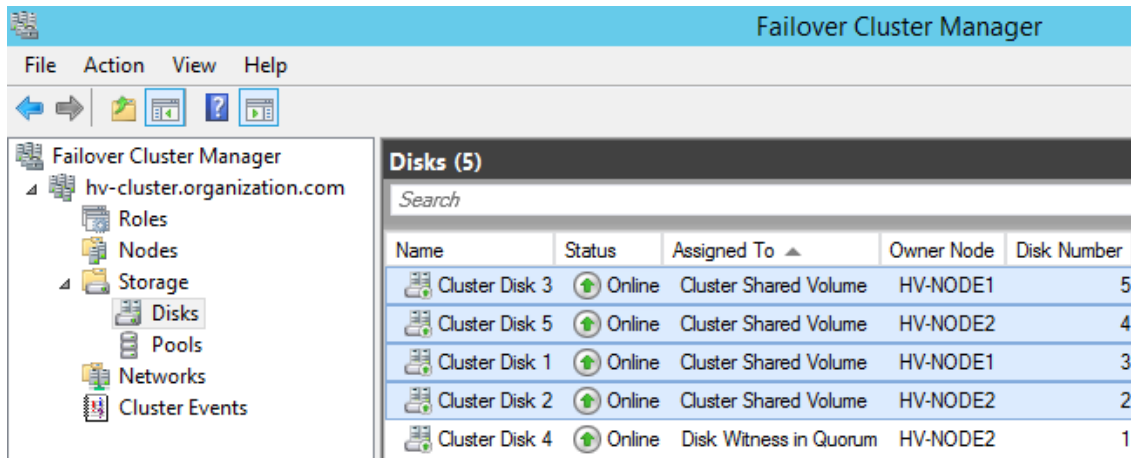 Failover Cluster Manager
File Action View Help
?
Failover Cluster Manager
hv-cluster.organization.com
Roles
Nodes
Storage
Disks
Pools
Networks
Cluster Events
Disks (5)
Search
Name Status Assigned To Owner Node Disk Number
Cluster Disk 3 Online Cluster Shared Volume HV-NODE1 5
Cluster Disk 5 Online Cluster Shared Volume HV-NODE2 4
Cluster Disk 1 Online Cluster Shared Volume HV-NODE1 3
Cluster Disk 2 Online Cluster Shared Volume HV-NODE2 2
Cluster Disk 4 Online Disk Witness in Quorum HV-NODE2 1